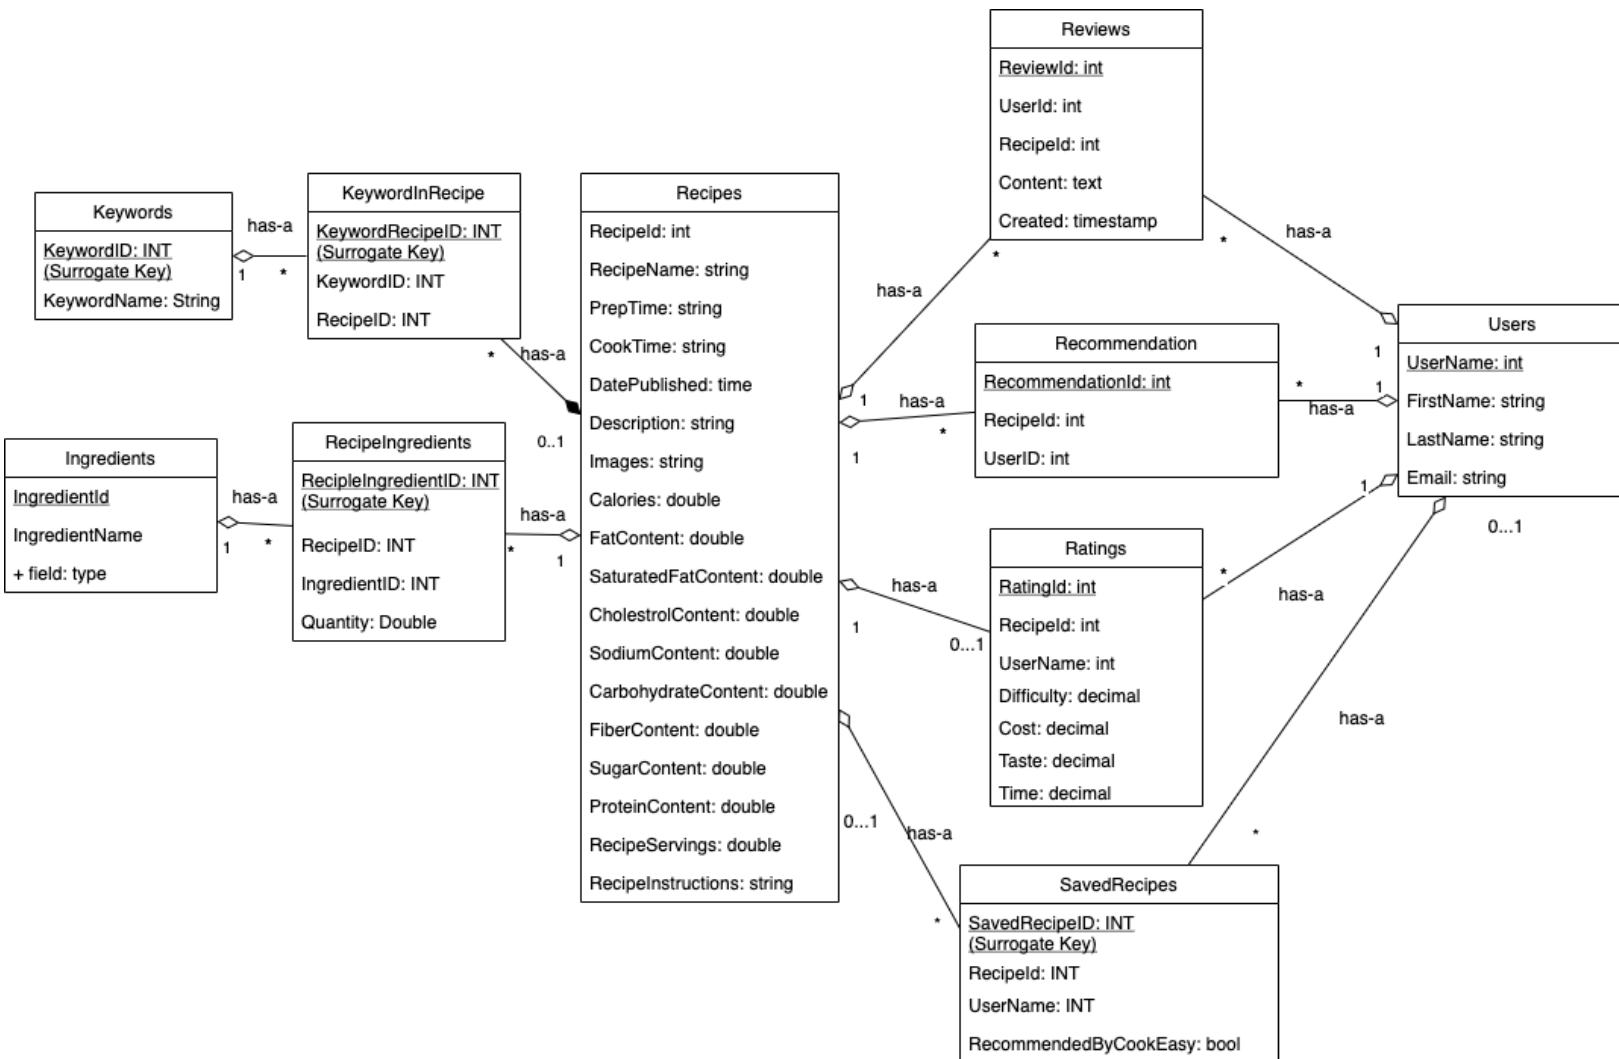 Keywords
KeywordID: INT
(Surrogate Key)
KeywordName: String
has-a
1
*
KeywordInRecipe
KeywordRecipeID: INT
(Surrogate Key)
KeywordID: INT
RecipeID: INT
*
has-a
0..1
Ingredients
IngredientId
IngredientName
+ field: type
has-a
1
*
RecipeIngredients
RecipleIngredientID: INT
(Surrogate Key)
RecipeID: INT
IngredientID: INT
Quantity: Double
has-a
*
1
Recipes
RecipeId: int
RecipeName: string
PrepTime: string
CookTime: string
DatePublished: time
Description: string
Images: string
Calories: double
FatContent: double
SaturatedFatContent: double
CholestrolContent: double
SodiumContent: double
CarbohydrateContent: double
FiberContent: double
SugarContent: double
ProteinContent: double
RecipeServings: double
RecipeInstructions: string
*
has-a
1
has-a
*
1
has-a
1
0...1
0...1
has-a
*
Reviews
ReviewId: int
UserId: int
RecipeId: int
Content: text
Created: timestamp
*
has-a
1
Recommendation
RecommendationId: int
RecipeId: int
UserID: int
*
1
has-a
Ratings
RatingId: int
RecipeId: int
UserName: int
Difficulty: decimal
Cost: decimal
Taste: decimal
Time: decimal
1
*
has-a
SavedRecipes
SavedRecipeID: INT
(Surrogate Key)
RecipeId: INT
UserName: INT
RecommendedByCookEasy: bool
0...1
has-a
*
Users
UserName: int
FirstName: string
LastName: string
Email: string